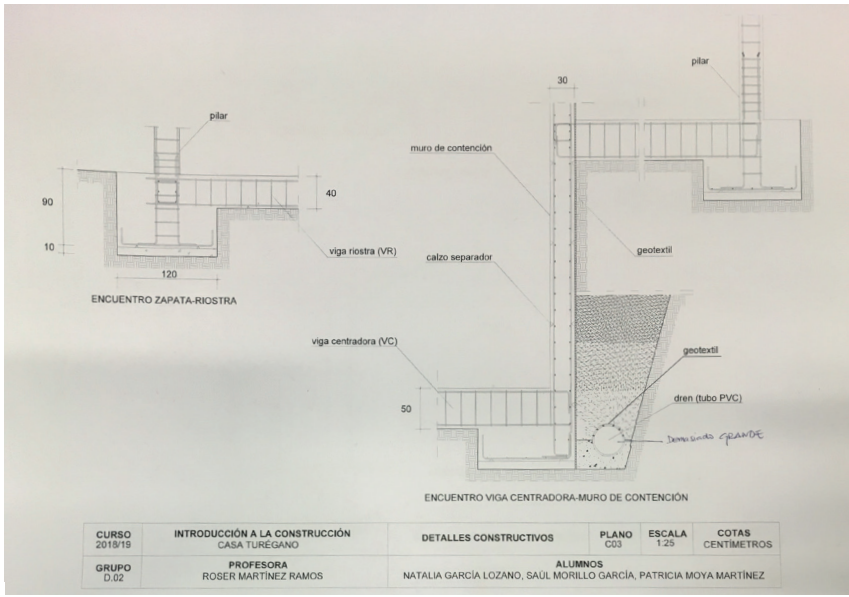 pilar
90
10
40
viga riostra (VR)
120
ENCUENTRO ZAPATA-RIOSTRA
30
pilar
muro de contención
geotextil
calzo separador
viga centradora (VC)
50
geotextil
dren (tubo PVC)
Demasiado GRANDE
ENCUENTRO VIGA CENTRADORA-MURO DE CONTENCIÓN
CURSO
2018/19
INTRODUCCIÓN A LA CONSTRUCCIÓN
CASA TURÉGANO
DETALLES CONSTRUCTIVOS
PLANO
C03
ESCALA
1:25
COTAS
CENTÍMETROS
GRUPO
D.02
PROFESORA
ROSER MARTÍNEZ RAMOS
ALUMNOS
NATALIA GARCÍA LOZANO, SAÚL MORILLO GARCÍA, PATRICIA MOYA MARTÍNEZ